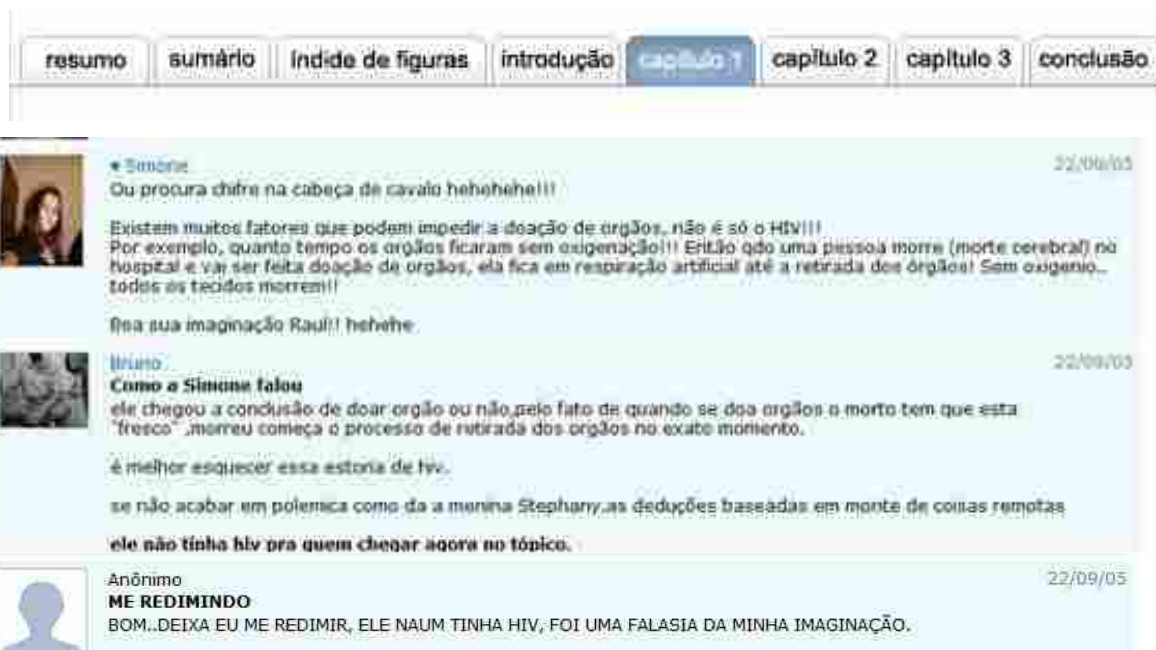 resumo sumário índide de figuras introdução capítulo 1 capítulo 2 capítulo 3 conclusão
♥ Simone 22/09/05
Ou procura chifre na cabeça de cavalo hehehehe!!!
Existem muitos fatores que podem impedir a doação de orgãos, não é só o HIV!!!
Por exemplo, quanto tempo os orgãos ficaram sem oxigenação!!! Então qdo uma pessoa morre (morte cerebral) no
hospital e vai ser feita doação de orgãos, ela fica em respiração artificial até a retirada dos órgãos! Sem oxigenio..
todos os tecidos morrem!!
Boa sua imaginação Raul!! hehehe
Bruno 22/09/05
Como a Simone falou
ele chegou a conclusão de doar orgão ou não,pelo fato de quando se doa orgãos o morto tem que esta
"fresco" ,morreu começa o processo de retirada dos orgãos no exato momento.
é melhor esquecer essa estoria de hiv.
se não acabar em polemica como da a menina Stephany.as deduções baseadas em monte de coisas remotas
ele não tinha hiv pra quem chegar agora no tópico.
Anônimo 22/09/05
ME REDIMINDO
BOM..DEIXA EU ME REDIMIR, ELE NAUM TINHA HIV, FOI UMA FALASIA DA MINHA IMAGINAÇÃO.